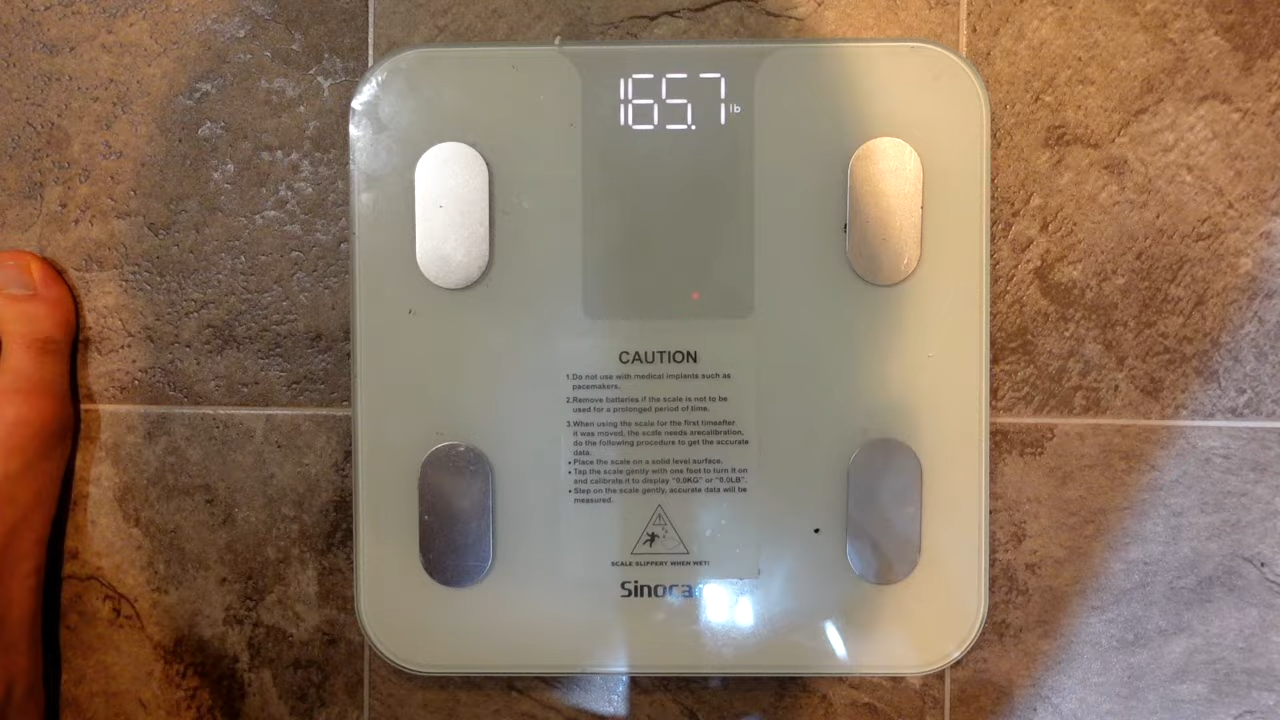 165.7 lb
CAUTION
1.Do not use with medical implants such as
pacemakers.
2.Remove batteries if the scale is not to be
used for a prolonged period of time.
3.When using the scale for the first timeafter
it was moved, the scale needs arecalibration,
do the following procedure to get the accurate
data.
• Place the scale on a solid level surface.
• Tap the scale gently with one foot to turn it on
and calibrate it to display "0.0KG" or "0.0LB".
• Step on the scale gently, accurate data will be
measured.
SCALE SLIPPERY WHEN WET!